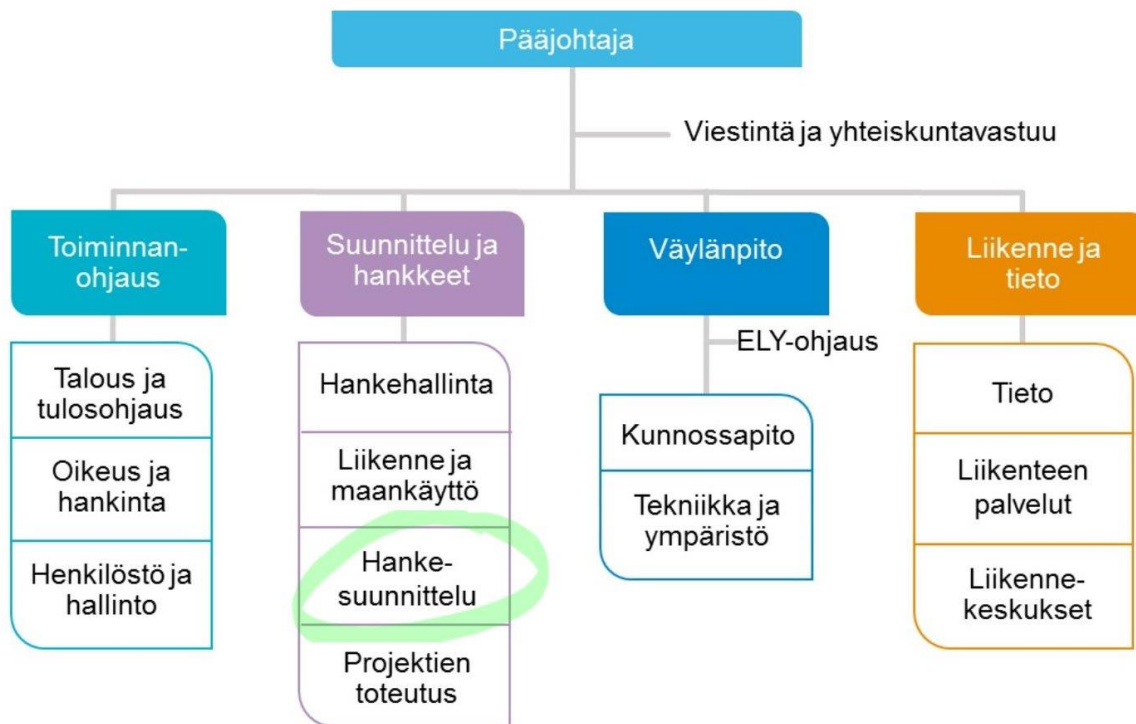 Pääjohtaja
Viestintä ja yhteiskuntavastuu
Toiminnan-
ohjaus
Talous ja
tulosohjaus
Oikeus ja
hankinta
Henkilöstö ja
hallinto
Suunnittelu ja
hankkeet
Hankehallinta
Liikenne ja
maankäyttö
Hanke-
suunnittelu
Projektien
toteutus
Väylänpito
ELY-ohjaus
Kunnossapito
Tekniikka ja
ympäristö
Liikenne ja
tieto
Tieto
Liikenteen
palvelut
Liikenne-
keskukset